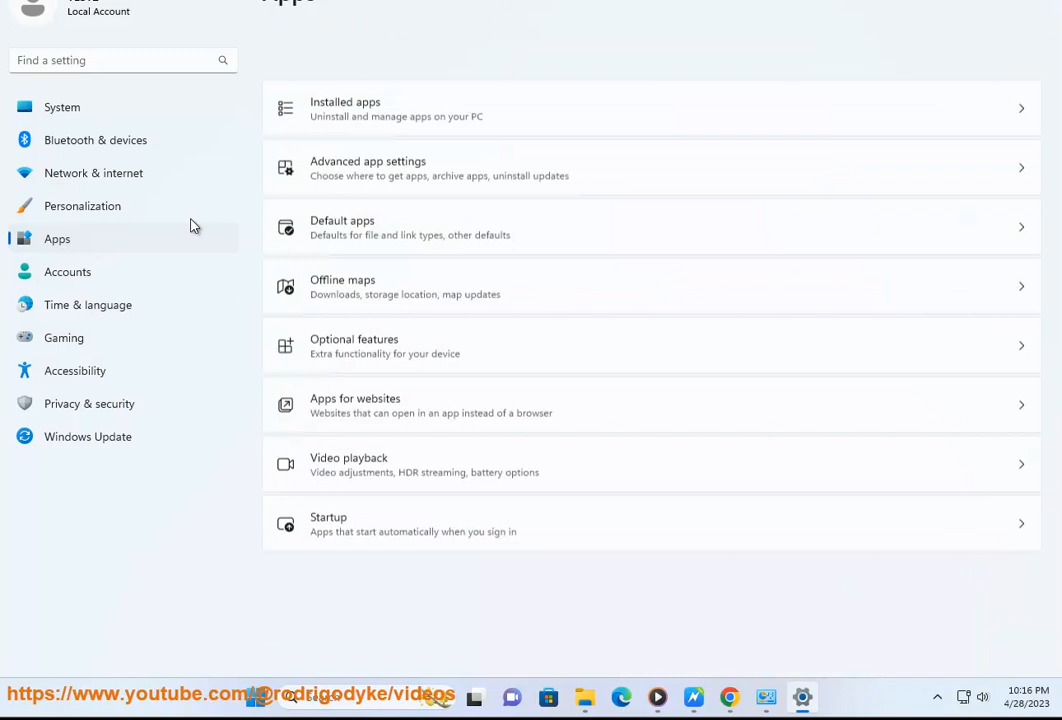 Local Account
Apps
Find a setting
System
Bluetooth & devices
Network & internet
Personalization
Apps
Accounts
Time & language
Gaming
Accessibility
Privacy & security
Windows Update
Installed apps
Uninstall and manage apps on your PC
Advanced app settings
Choose where to get apps, archive apps, uninstall updates
Default apps
Defaults for file and link types, other defaults
Offline maps
Downloads, storage location, map updates
Optional features
Extra functionality for your device
Apps for websites
Websites that can open in an app instead of a browser
Video playback
Video adjustments, HDR streaming, battery options
Startup
Apps that start automatically when you sign in
https://www.youtube.com/@rodrigodyke/videos
Search
10:16 PM
4/28/2023